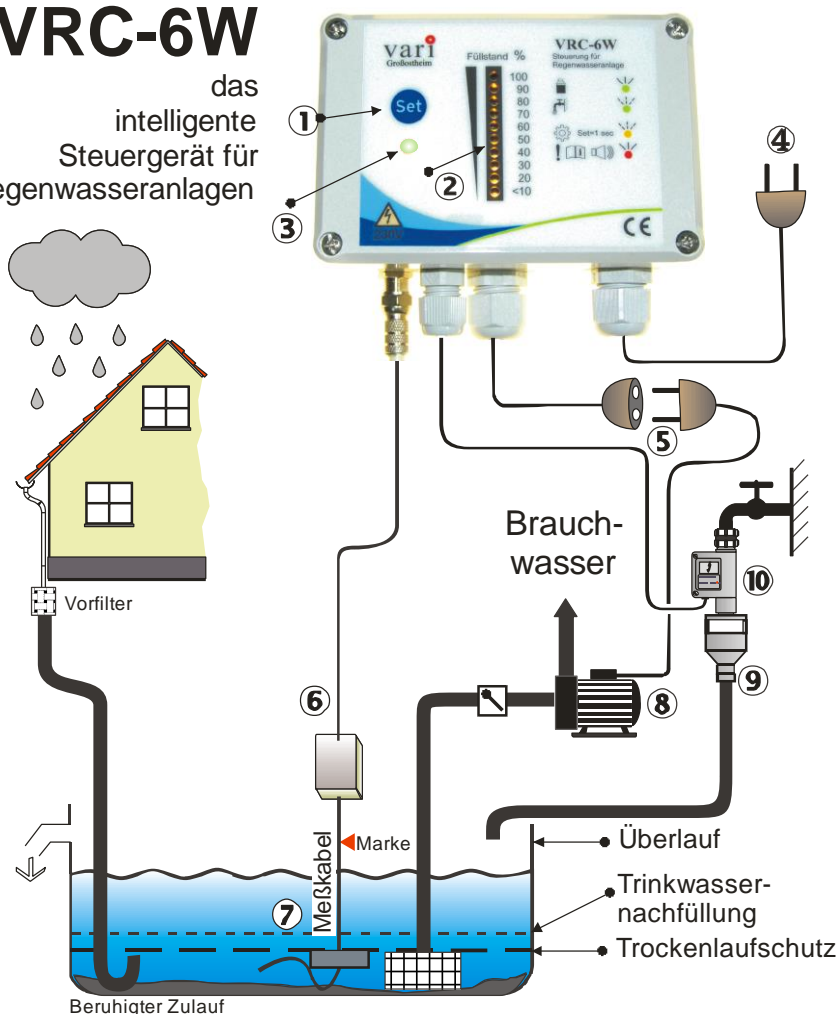 VRC-6W
das
intelligente
Steuergerät für
egenwasseranlagen
vari
Großostheim
Set
Füllstand %
100
90
80
70
60
50
40
30
20
<10
VRC-6W
Steuerung für
Regenwasseranlage
Set=1 sec
CE
①
②
③
④
⑤
Vorfilter
Brauch-
wasser
⑥
⑧
⑩
⑨
Meßkabel
Marke
⑦
Überlauf
Trinkwasser-
nachfüllung
Trockenlaufschutz
Beruhigter Zulauf